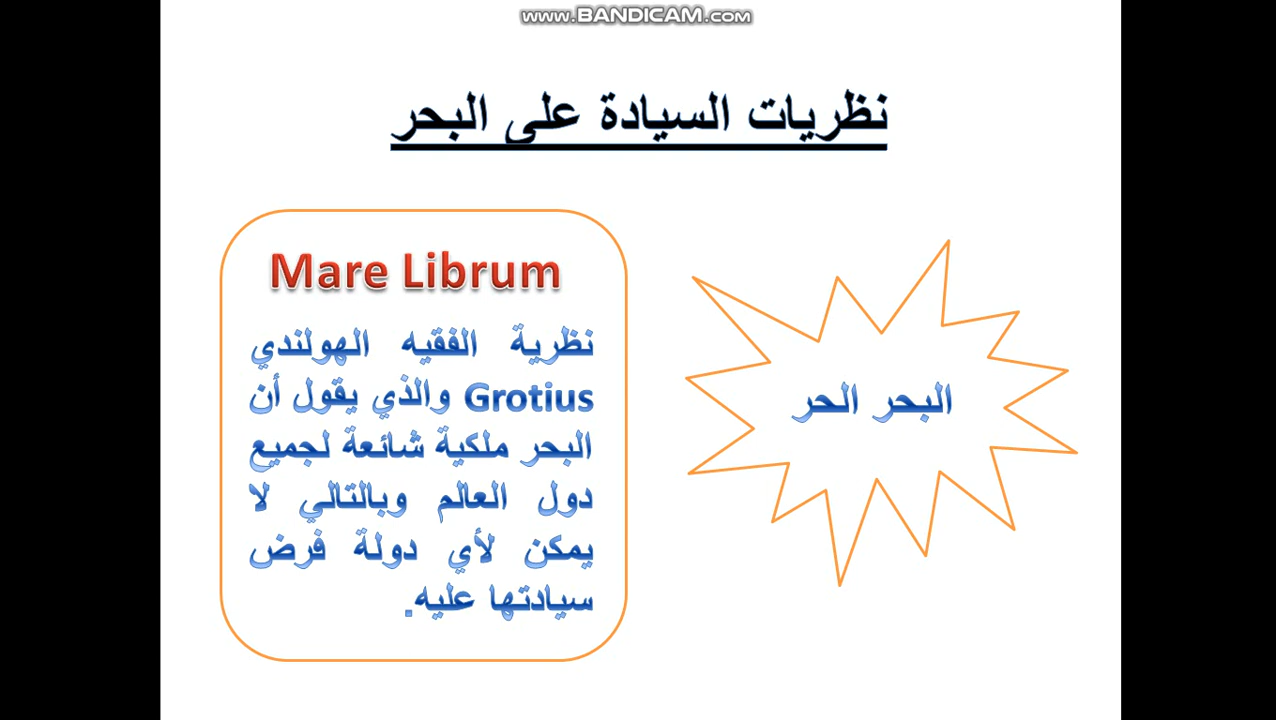 www.BANDICAM.com
نظريات السيادة على البحر
البحر الحر
Mare Librum
نظرية الفقيه الهولندي
Grotius والذي يقول أن
البحر ملكية شائعة لجميع
دول العالم وبالتالي لا
يمكن لأي دولة فرض
سيادتها عليه.